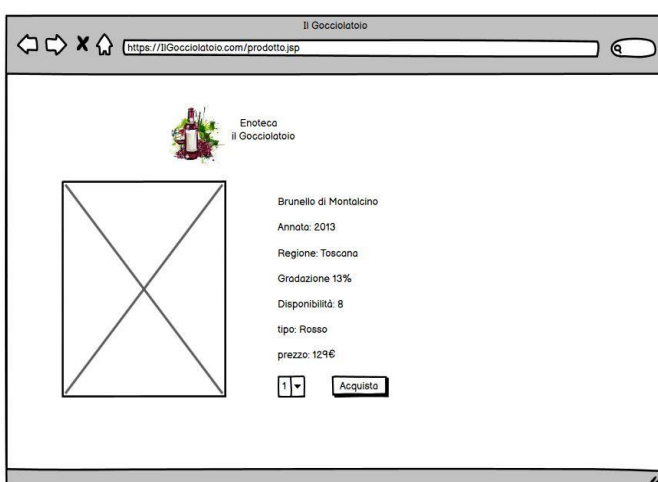 Il Gocciolatoio
https://IlGocciolatoio.com/prodotto.jsp
Enoteca
il Gocciolatoio
Brunello di Montalcino
Annata: 2013
Regione: Toscana
Gradazione 13%
Disponibilità: 8
tipo: Rosso
prezzo: 129€
1
Acquista